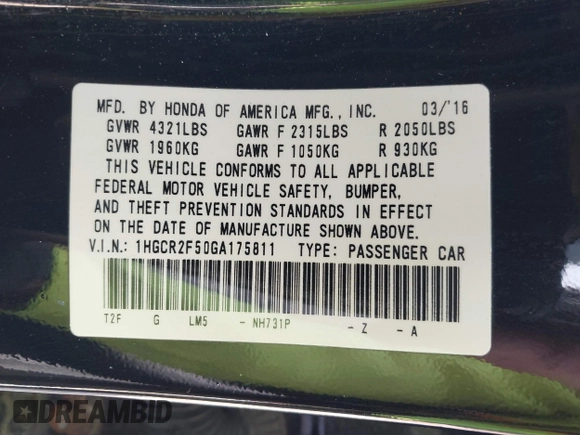 MFD. BY HONDA OF AMERICA MFG., INC. 03/'16
GVWR 4321LBS GAWR F 2315LBS R 2050LBS
GVWR 1960KG GAWR F 1050KG R 930KG
THIS VEHICLE CONFORMS TO ALL APPLICABLE
FEDERAL MOTOR VEHICLE SAFETY, BUMPER,
AND THEFT PREVENTION STANDARDS IN EFFECT
ON THE DATE OF MANUFACTURE SHOWN ABOVE.
V.I.N.: 1HGCR2F50GA175811 TYPE: PASSENGER CAR
T2F G LM5 - NH731P - Z - A
DREAMBID